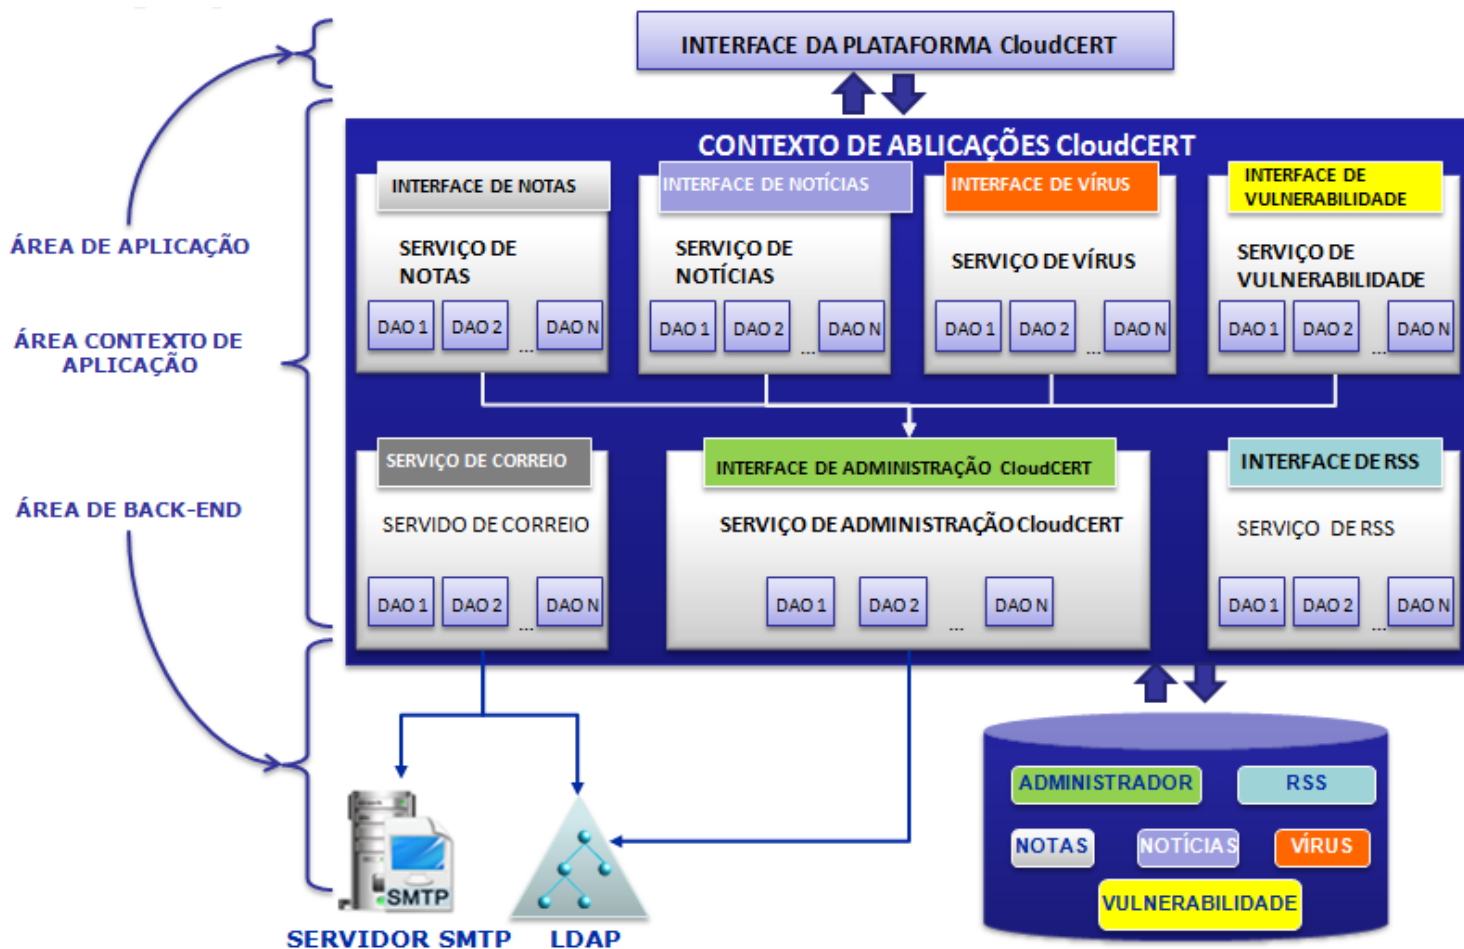 INTERFACE DA PLATAFORMA CloudCERT
CONTEXTO DE ABLICAÇÕES CloudCERT
INTERFACE DE NOTAS
SERVIÇO DE
NOTAS
DAO 1
DAO 2
...
DAO N
INTERFACE DE NOTÍCIAS
SERVIÇO DE
NOTÍCIAS
DAO 1
DAO 2
...
DAO N
INTERFACE DE VÍRUS
SERVIÇO DE VÍRUS
DAO 1
DAO 2
...
DAO N
INTERFACE DE
VULNERABILIDADE
SERVIÇO DE
VULNERABILIDADE
DAO 1
DAO 2
...
DAO N
ÁREA DE APLICAÇÃO
ÁREA CONTEXTO DE
APLICAÇÃO
ÁREA DE BACK-END
SERVIÇO DE CORREIO
SERVIDO DE CORREIO
DAO 1
DAO 2
...
DAO N
INTERFACE DE ADMINISTRAÇÃO CloudCERT
SERVIÇO DE ADMINISTRAÇÃO CloudCERT
DAO 1
DAO 2
...
DAO N
INTERFACE DE RSS
SERVIÇO DE RSS
DAO 1
DAO 2
...
DAO N
SMTP
SERVIDOR SMTP
LDAP
ADMINISTRADOR
RSS
NOTAS
NOTÍCIAS
VÍRUS
VULNERABILIDADE